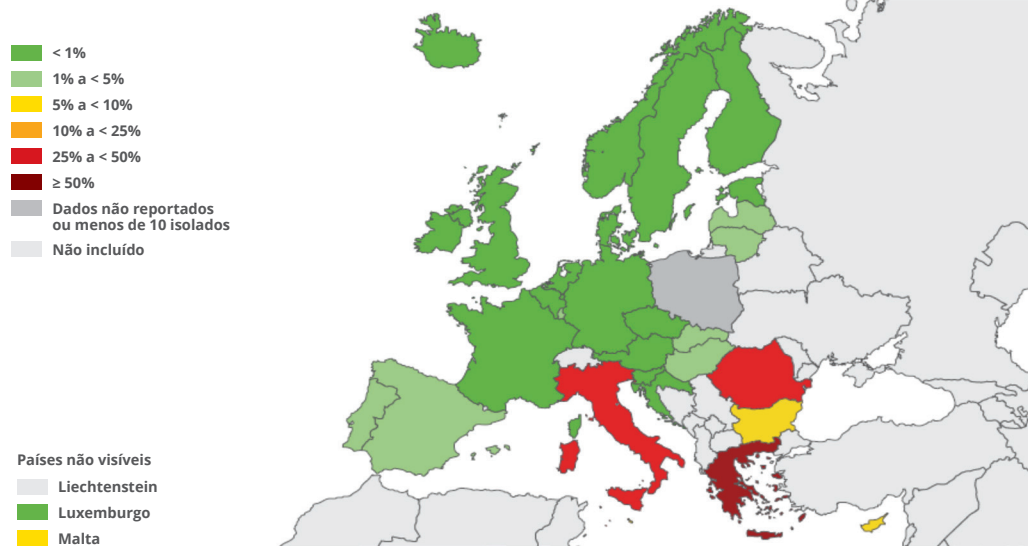 < 1%
1% a < 5%
5% a < 10%
10% a < 25%
25% a < 50%
≥ 50%
Dados não reportados
ou menos de 10 isolados
Não incluído
Países não visíveis
Liechtenstein
Luxemburgo
Malta